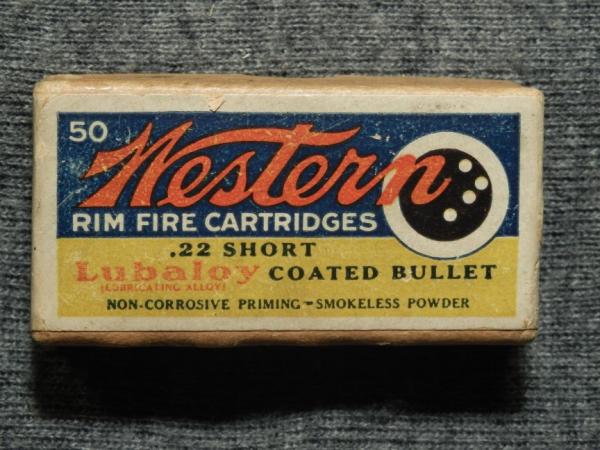 50
Western
RIM FIRE CARTRIDGES
.22 SHORT
Lubaloy COATED BULLET
(LUBRICATING ALLOY)
NON-CORROSIVE PRIMING-SMOKELESS POWDER